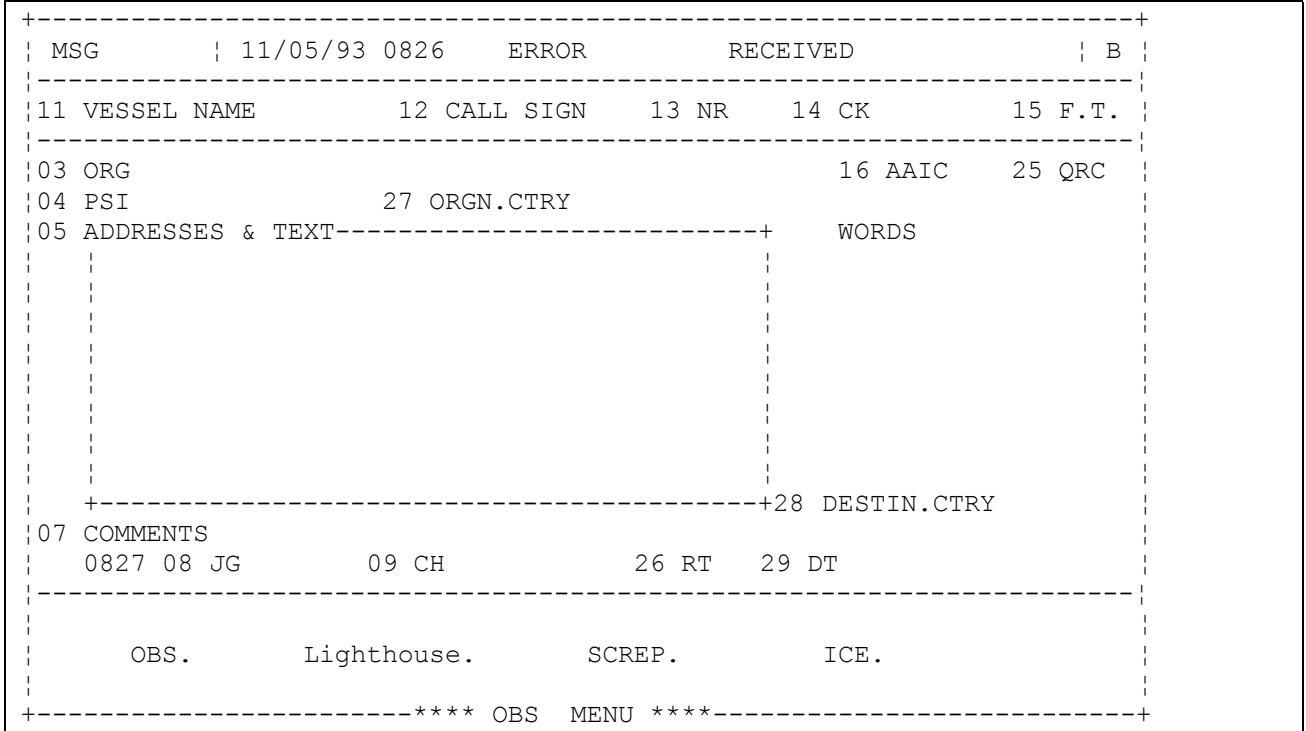 MSG ¦ 11/05/93 0826 ERROR RECEIVED ¦ B
11 VESSEL NAME 12 CALL SIGN 13 NR 14 CK 15 F.T.
03 ORG 16 AAIC 25 QRC
04 PSI 27 ORGN.CTRY
05 ADDRESSES & TEXT---------------------------+ WORDS
+-------------------------------------------+28 DESTIN.CTRY
07 COMMENTS
0827 08 JG 09 CH 26 RT 29 DT
OBS. Lighthouse. SCREP. ICE.
+------------------------**** OBS MENU ****---------------------------+